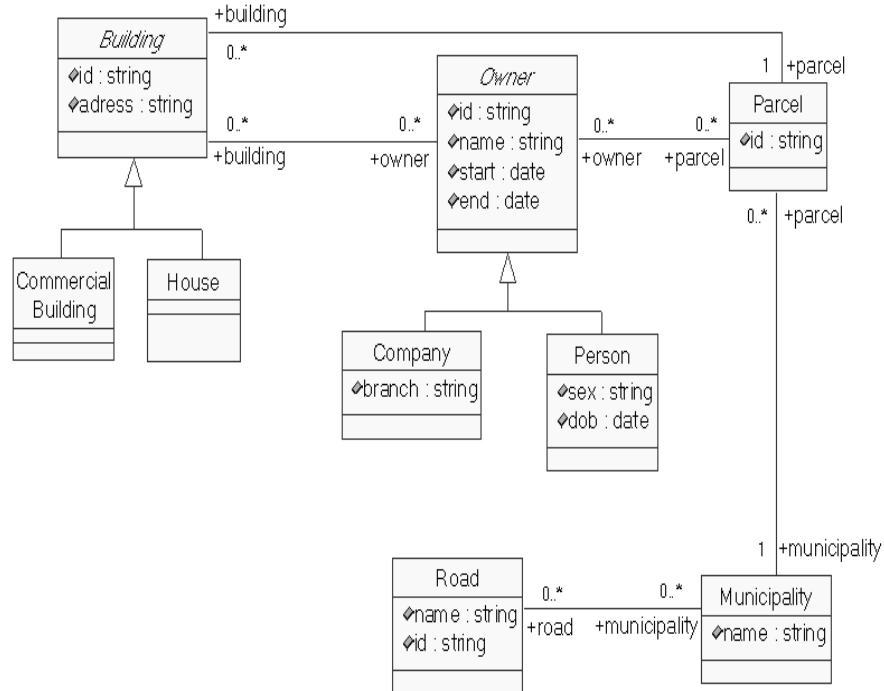 +building
Building
0..*
id : string
adress : string
0..*
+building
1
+parcel
Owner
id : string
name : string
start : date
end : date
0..*
+owner
0..*
+owner
Parcel
id : string
0..*
+parcel
0..*
+parcel
Commercial
Building
House
Company
branch : string
Person
sex : string
dob : date
1
+municipality
Road
name : string
id : string
0..*
+road
0..*
+municipality
Municipality
name : string